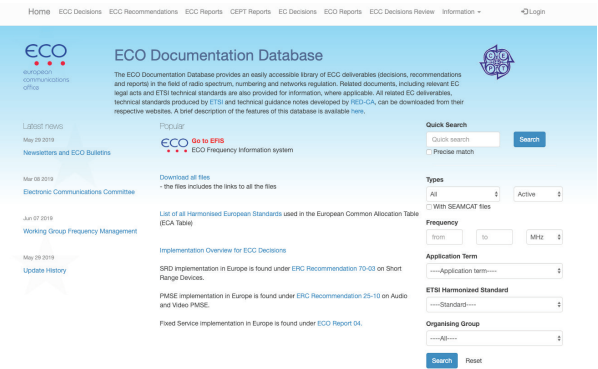 Home ECC Decisions ECC Recommendations ECC Reports CEPT Reports EC Decisions ECO Reports ECC Decisions Review Information Login
ECO
european
communications
office
ECO Documentation Database
The ECO Documentation Database provides an easily accessible library of ECC deliverables (decisions, recommendations
and reports) in the field of radio spectrum, numbering and networks regulation. Related documents, including relevant EC
legal acts and ETSI technical standards are also provided for information, where applicable. All related EC deliverables,
technical standards produced by ETSI and technical guidance notes developed by RED-CA, can be downloaded from their
respective websites. A brief description of the features of this database is available here.
CEPT
Latest news
May 29 2019
Newsletters and ECO Bulletins
Mar 08 2019
Electronic Communications Committee
Jun 07 2019
Working Group Frequency Management
May 29 2019
Update History
Popular
ECO Go to EFIS
ECO Frequency Information system
Download all files
- the files includes the links to all the files
List of all Harmonised European Standards used in the European Common Allocation Table
(ECA Table)
Implementation Overview for ECC Decisions
SRD implementation in Europe is found under ERC Recommendation 70-03 on Short
Range Devices.
PMSE implementation in Europe is found under ERC Recommendation 25-10 on Audio
and Video PMSE.
Fixed Service implementation in Europe is found under ECO Report 04.
Quick Search
Quick search Search
Precise match
Types
All Active
With SEAMCAT files
Frequency
from to MHz
Application Term
----Application term----
ETSI Harmonized Standard
----Standard----
Organising Group
----All----
Search Reset